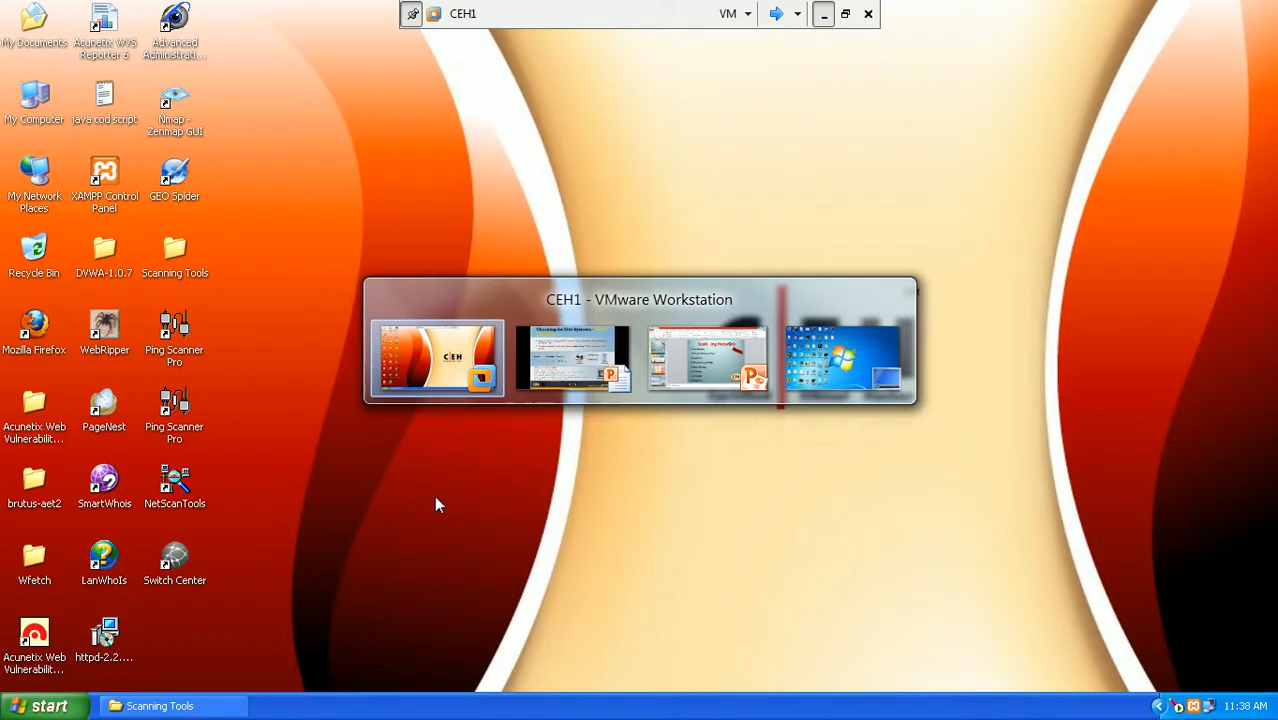 CEH1
VM
My Documents
Acunetix WVS
Reporter 6
Advanced
Administrati...
My Computer
java cod script
Nmap -
Zenmap GUI
My Network
Places
XAMPP Control
Panel
GEO Spider
Recycle Bin
DVWA-1.0.7
Scanning Tools
CEH1 - VMware Workstation
Mozilla Firefox
WebRipper
Ping Scanner
Pro
Acunetix Web
Vulnerabilit...
PageNest
Ping Scanner
Pro
brutus-aet2
SmartWhois
NetScanTools
Wfetch
LanWhoIs
Switch Center
Acunetix Web
Vulnerabilit...
httpd-2.2....
start
Scanning Tools
11:38 AM